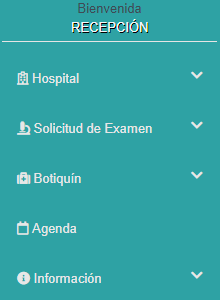 Bienvenida
RECEPCIÓN
Hospital
Solicitud de Examen
Botiquín
Agenda
Información